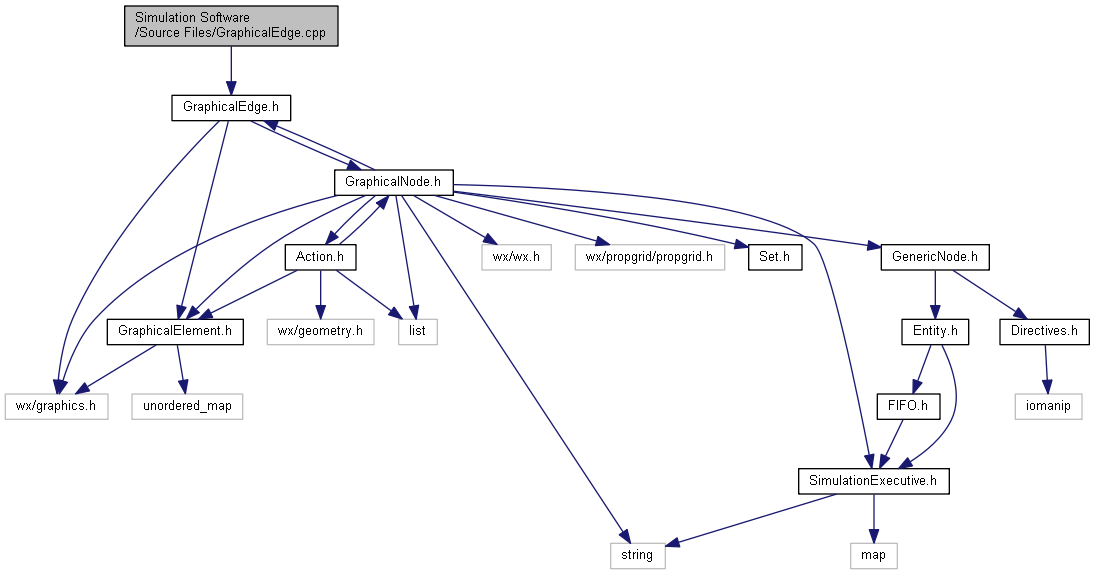 Simulation Software
/Source Files/GraphicalEdge.cpp
GraphicalEdge.h
GraphicalNode.h
Action.h
wx/wx.h
wx/propgrid/propgrid.h
Set.h
GenericNode.h
GraphicalElement.h
wx/geometry.h
list
Entity.h
Directives.h
wx/graphics.h
unordered_map
FIFO.h
iomanip
SimulationExecutive.h
string
map